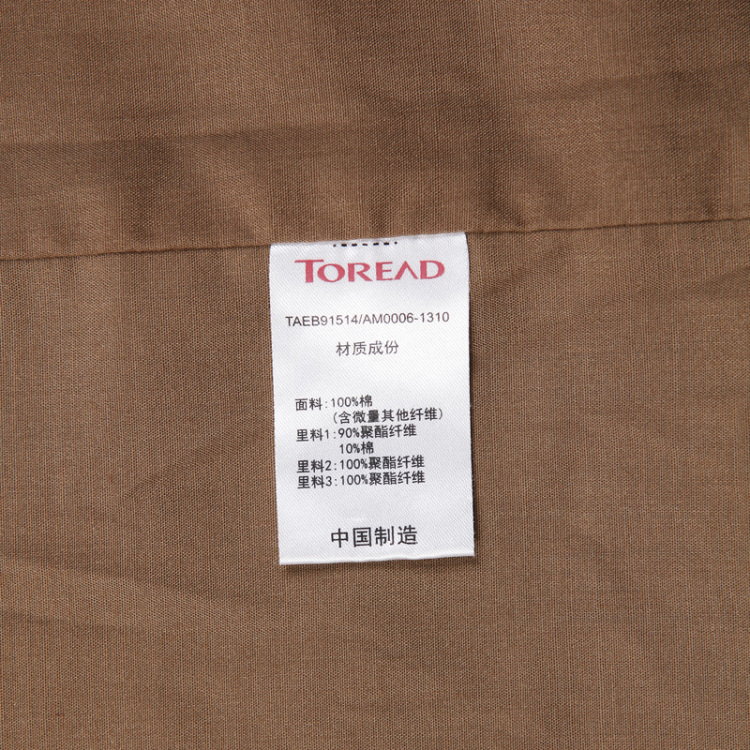 TOREAD
TAEB91514/AM0006-1310
材质成份
面料:100%棉
(含微量其他纤维)
里料1:90%聚酯纤维
10%棉
里料2:100%聚酯纤维
里料3:100%聚酯纤维
中国制造